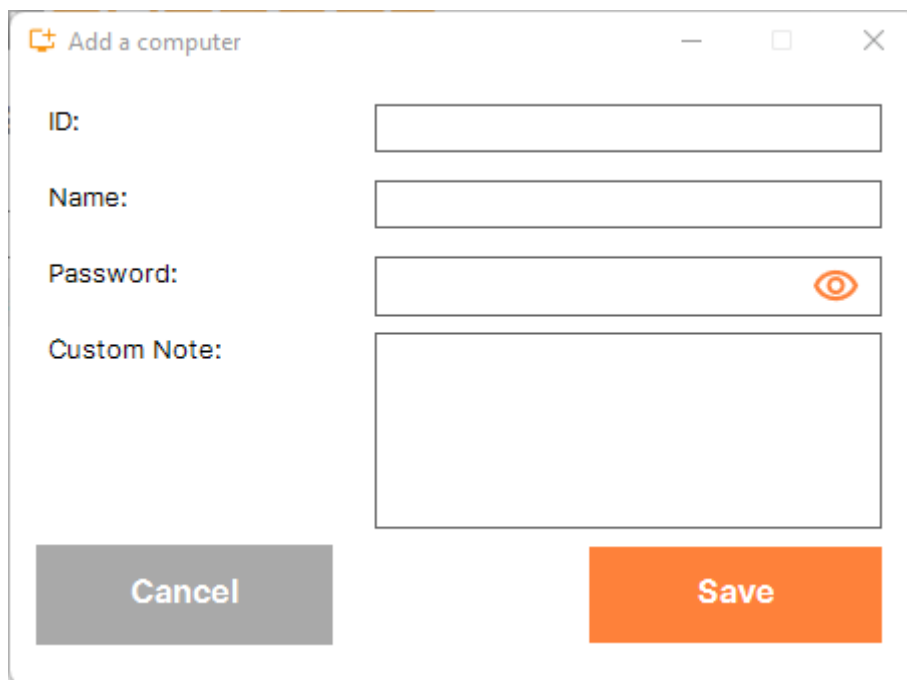 Add a computer
ID:
Name:
Password:
Custom Note:
Cancel
Save